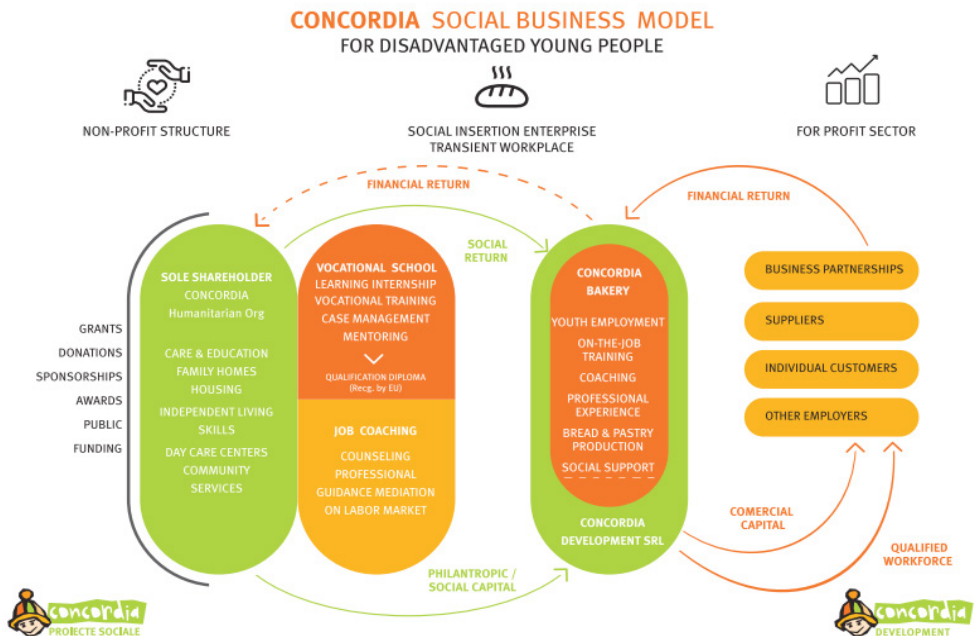 CONCORDIA SOCIAL BUSINESS MODEL
FOR DISADVANTAGED YOUNG PEOPLE
NON-PROFIT STRUCTURE
SOCIAL INSERTION ENTERPRISE
TRANSIENT WORKPLACE
FOR PROFIT SECTOR
FINANCIAL RETURN
SOCIAL
RETURN
FINANCIAL RETURN
GRANTS
DONATIONS
SPONSORSHIPS
AWARDS
PUBLIC
FUNDING
SOLE SHAREHOLDER
CONCORDIA
Humanitarian Org
CARE & EDUCATION
FAMILY HOMES
HOUSING
INDEPENDENT LIVING
SKILLS
DAY CARE CENTERS
COMMUNITY
SERVICES
VOCATIONAL SCHOOL
LEARNING INTERNSHIP
VOCATIONAL TRAINING
CASE MANAGEMENT
MENTORING
QUALIFICATION DIPLOMA
(Recg. by EU)
JOB COACHING
COUNSELING
PROFESSIONAL
GUIDANCE MEDIATION
ON LABOR MARKET
CONCORDIA
BAKERY
YOUTH EMPLOYMENT
ON-THE-JOB
TRAINING
COACHING
PROFESSIONAL
EXPERIENCE
BREAD & PASTRY
PRODUCTION
SOCIAL SUPPORT
CONCORDIA
DEVELOPMENT SRL
BUSINESS PARTNERSHIPS
SUPPLIERS
INDIVIDUAL CUSTOMERS
OTHER EMPLOYERS
COMERCIAL
CAPITAL
QUALIFIED
WORKFORCE
PHILANTROPIC /
SOCIAL CAPITAL
concordia
PROIECTE SOCIALE
concordia
DEVELOPMENT